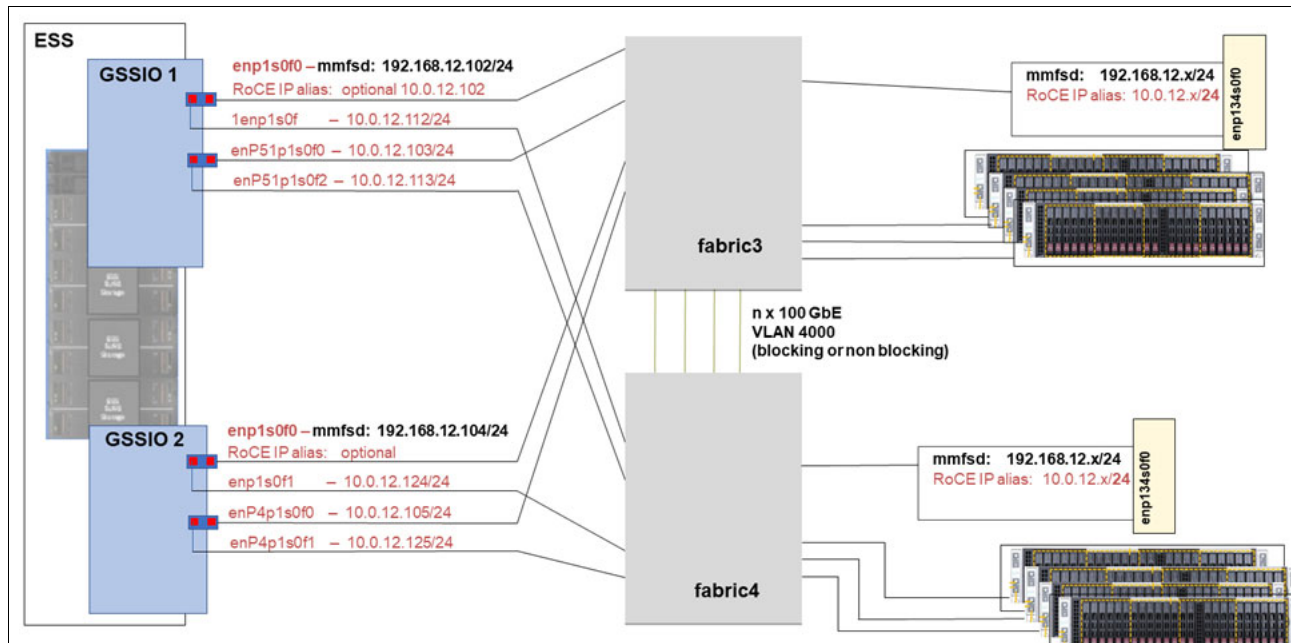 ESS
GSSIO 1
enp1s0f0 – mmfsd: 192.168.12.102/24
RoCE IP alias: optional 10.0.12.102
1enp1s0f – 10.0.12.112/24
enP51p1s0f0 – 10.0.12.103/24
enP51p1s0f2 – 10.0.12.113/24
fabric3
mmfsd: 192.168.12.x/24
RoCE IP alias: 10.0.12.x/24
enp134s0f0
n x 100 GbE
VLAN 4000
(blocking or non blocking)
GSSIO 2
enp1s0f0 – mmfsd: 192.168.12.104/24
RoCE IP alias: optional
enp1s0f1 – 10.0.12.124/24
enP4p1s0f0 – 10.0.12.105/24
enP4p1s0f1 – 10.0.12.125/24
fabric4
mmfsd: 192.168.12.x/24
RoCE IP alias: 10.0.12.x/24
enp134s0f0